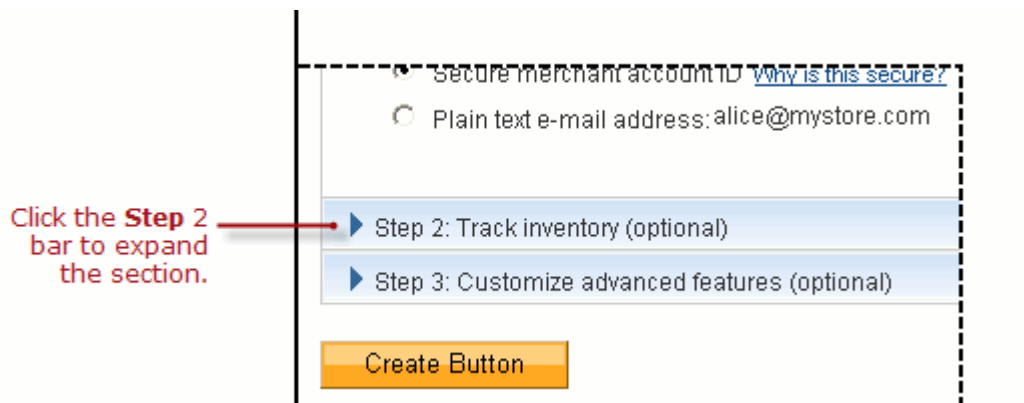 Secure merchant account ID Why is this secure?
Plain text e-mail address: alice@mystore.com
Click the Step 2
bar to expand
the section.
Step 2: Track inventory (optional)
Step 3: Customize advanced features (optional)
Create Button